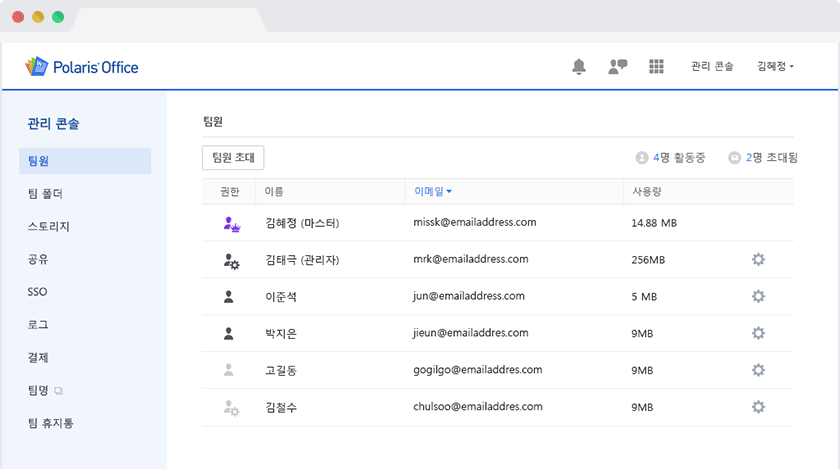 Polaris Office
관리 콘솔
김혜정
관리 콘솔
팀원
팀 폴더
스토리지
공유
SSO
로그
결제
팀명
팀 휴지통
팀원
팀원 초대
4명 활동중
2명 초대됨
권한 이름 이메일 사용량
김혜정 (마스터) missk@emailaddress.com 14.88 MB
김태극 (관리자) mrk@emailaddress.com 256MB
이준석 jun@emailaddress.com 5 MB
박지은 jieun@emailaddres.com 9MB
고길동 gogilgo@emailaddres.com 9MB
김철수 chulsoo@emailaddres.com 9MB